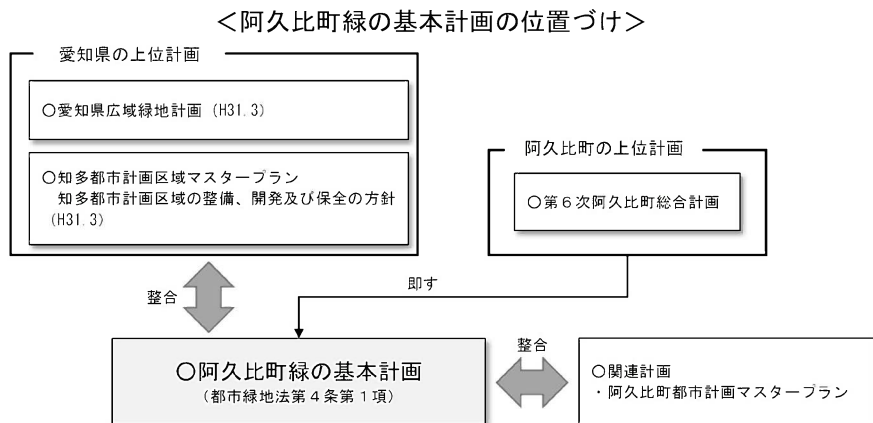 ＜阿久比町緑の基本計画の位置づけ＞
愛知県の上位計画
○愛知県広域緑地計画（H31.3）
○知多都市計画区域マスタープラン
知多都市計画区域の整備、開発及び保全の方針
（H31.3）
阿久比町の上位計画
○第６次阿久比町総合計画
整合
即す
○阿久比町緑の基本計画
（都市緑地法第４条第１項）
整合
○関連計画
・阿久比町都市計画マスタープラン